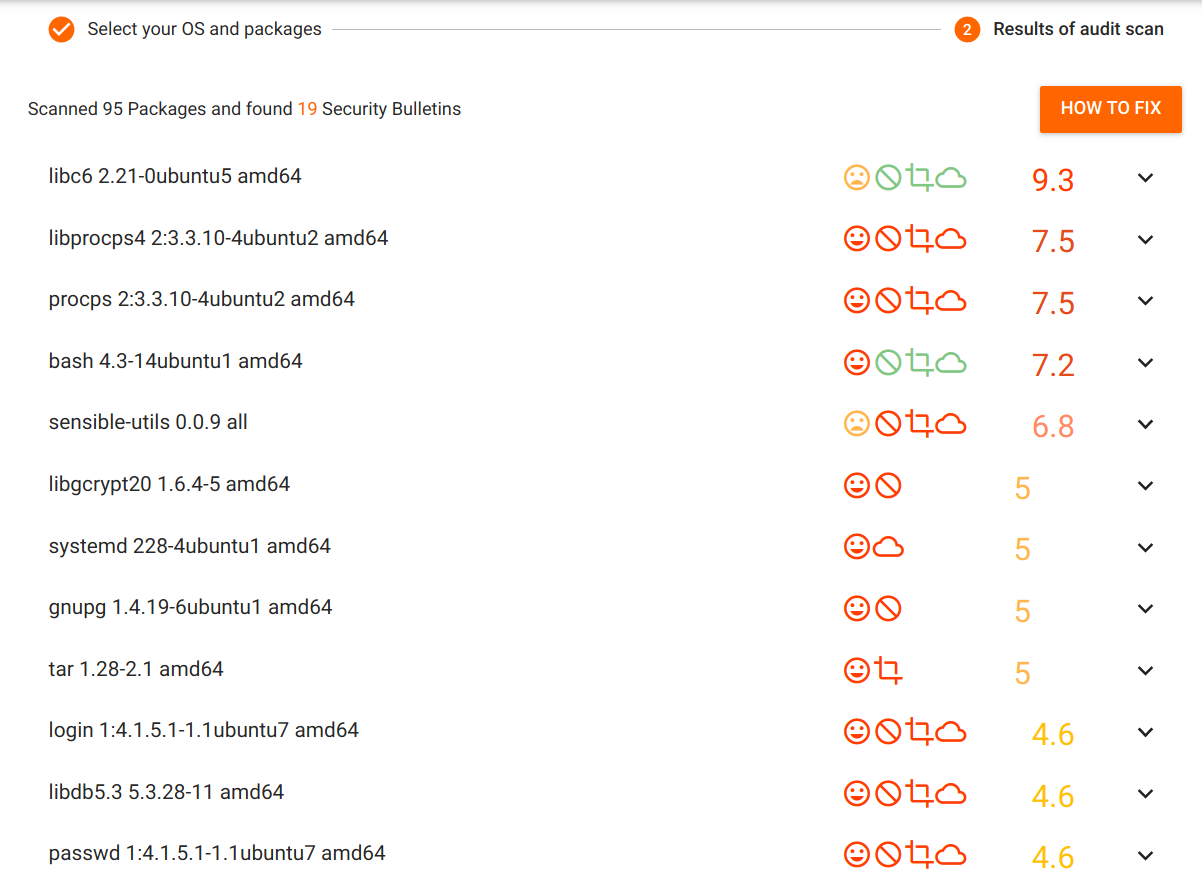 Select your OS and packages
2 Results of audit scan
Scanned 95 Packages and found 19 Security Bulletins
HOW TO FIX
libc6 2.21-0ubuntu5 amd64 9.3
libprocps4 2:3.3.10-4ubuntu2 amd64 7.5
procps 2:3.3.10-4ubuntu2 amd64 7.5
bash 4.3-14ubuntu1 amd64 7.2
sensible-utils 0.0.9 all 6.8
libgcrypt20 1.6.4-5 amd64 5
systemd 228-4ubuntu1 amd64 5
gnupg 1.4.19-6ubuntu1 amd64 5
tar 1.28-2.1 amd64 5
login 1:4.1.5.1-1.1ubuntu7 amd64 4.6
libdb5.3 5.3.28-11 amd64 4.6
passwd 1:4.1.5.1-1.1ubuntu7 amd64 4.6